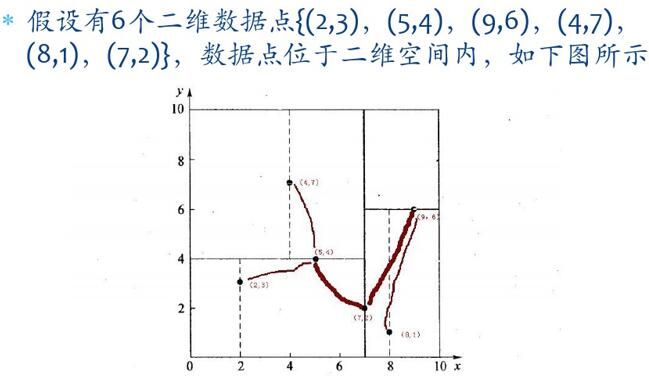 * 假设有6个二维数据点{(2,3), (5,4), (9,6), (4,7),
(8,1), (7,2)}, 数据点位于二维空间内, 如下图所示
y
10
8
(4,7)
6
(9, 6)
(5,4)
4
(2,3)
2
(7,2)
(8,1)
0 2 4 6 8 10 x